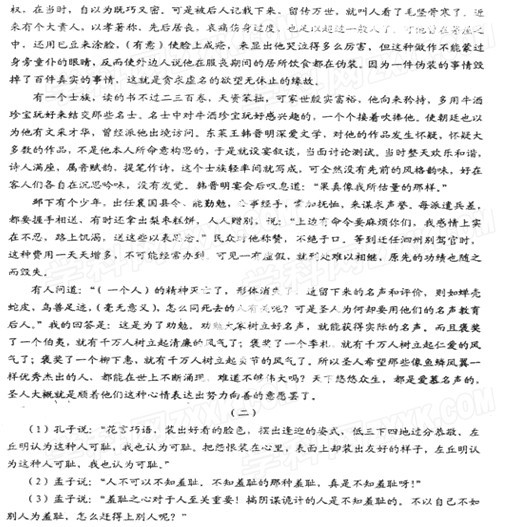 权。在当时，自以为既巧又密，可是被后人记载下来，留传万世，就叫人看了毛竖骨寒了。近
来有个大贵人，以孝著称，先后居丧，哀痛伤身过度，也足以超过一般人了，
中，还用巴豆来涂脸，（有意）使脸上成疮，来显出他哭泣得多么厉害，但这种做作不能蒙过
身旁童仆的眼睛，反而使外边人说他在服丧期间的居所饮食都在伪装。因为一件伪装的事情毁
掉了百件真实的事情，这就是贪求虚名的欲望无休止的缘故。
有一个士族，读的书不过二三百卷，天资笨拙，可家世殷实富裕，他向来矜持，多用牛酒
珍宝玩好来结交那些名士。名士中对牛酒珍宝玩好感兴趣的，一个个接着吹捧他。使朝廷也以
为他有文采才华，曾经派他出境访问。东莱王韩晋明深爱文学，对他的作品发生怀疑，怀疑大
多数的作品，不是他本人所命意构思的，于是就设宴叙谈，当面讨论测试。当时整天欢乐和谐，
诗人满座，属音赋韵，提笔作诗，这个士族轻率间就写成，可全然没有先前的风格韵味，好在
客人们各自在沉思吟味，没有发觉。韩晋明宴会后叹息道：“果真像我所估量的那样。”
邺下有个少年，出任襄国县令，能勤勉，公事经手，常加抚恤，来谋求声誉。每派遣兵差，
都要握手相送，有时还拿出梨枣糕饼，人人赠别，说：“上边有命令要麻烦你们，我感情上实
在不忍，路上饥渴，送这些以表思念。”民众对他称赞，不绝于口。等到迁任泗州别驾官时，
这种费用一天天增多，不可能经常办到，可见一有虚假，就到处难以相继，原先的功绩也随之
而毁失。
有人问道：“（一个人）的精神灭亡了，形体消失了，遗留下来的名声和评价，则如蝉壳
蛇皮、鸟兽足迹，（毫无意义），怎么同死去的人有关呢？可是圣人为何却要用他们的名声教育
后人。”我的回答是：这是为了劝勉，劝勉大家树立好名声，就能获得实际的名声。而且褒奖
了一个伯夷，就有千万人树立起清廉的风气了；褒奖了一个季札，就有千万人树立起仁爱的风
气了；褒奖了一个柳下惠，就有千万人树立起贞节的风气了。所以圣人希望那些像鱼鳞凤翼一
样优秀杰出的人，都能在世上不断涌现，难道不够伟大吗？天下悠悠众生，都是爱慕名声的，
圣人大概就是顺着他们这种心情表达出努力向善的意愿罢了。
（二）
（1）孔子说：“花言巧语，装出好看的脸色，摆出逢迎的姿式，低三下四地过分恭敬，左
丘明认为这种人可耻，我也认为可耻。把怨恨装在心里，表面上却装出友好的样子，左丘明认
为这种人可耻，我也认为可耻。”
（2）孟子说：“人不可以不知羞耻，不知羞耻的那种羞耻，真是不知羞耻呀！”
（3）孟子说：“羞耻之心对于人至关重要！搞阴谋诡计的人是不知羞耻的。不以自己不如
别人为羞耻，怎么赶得上别人呢？”